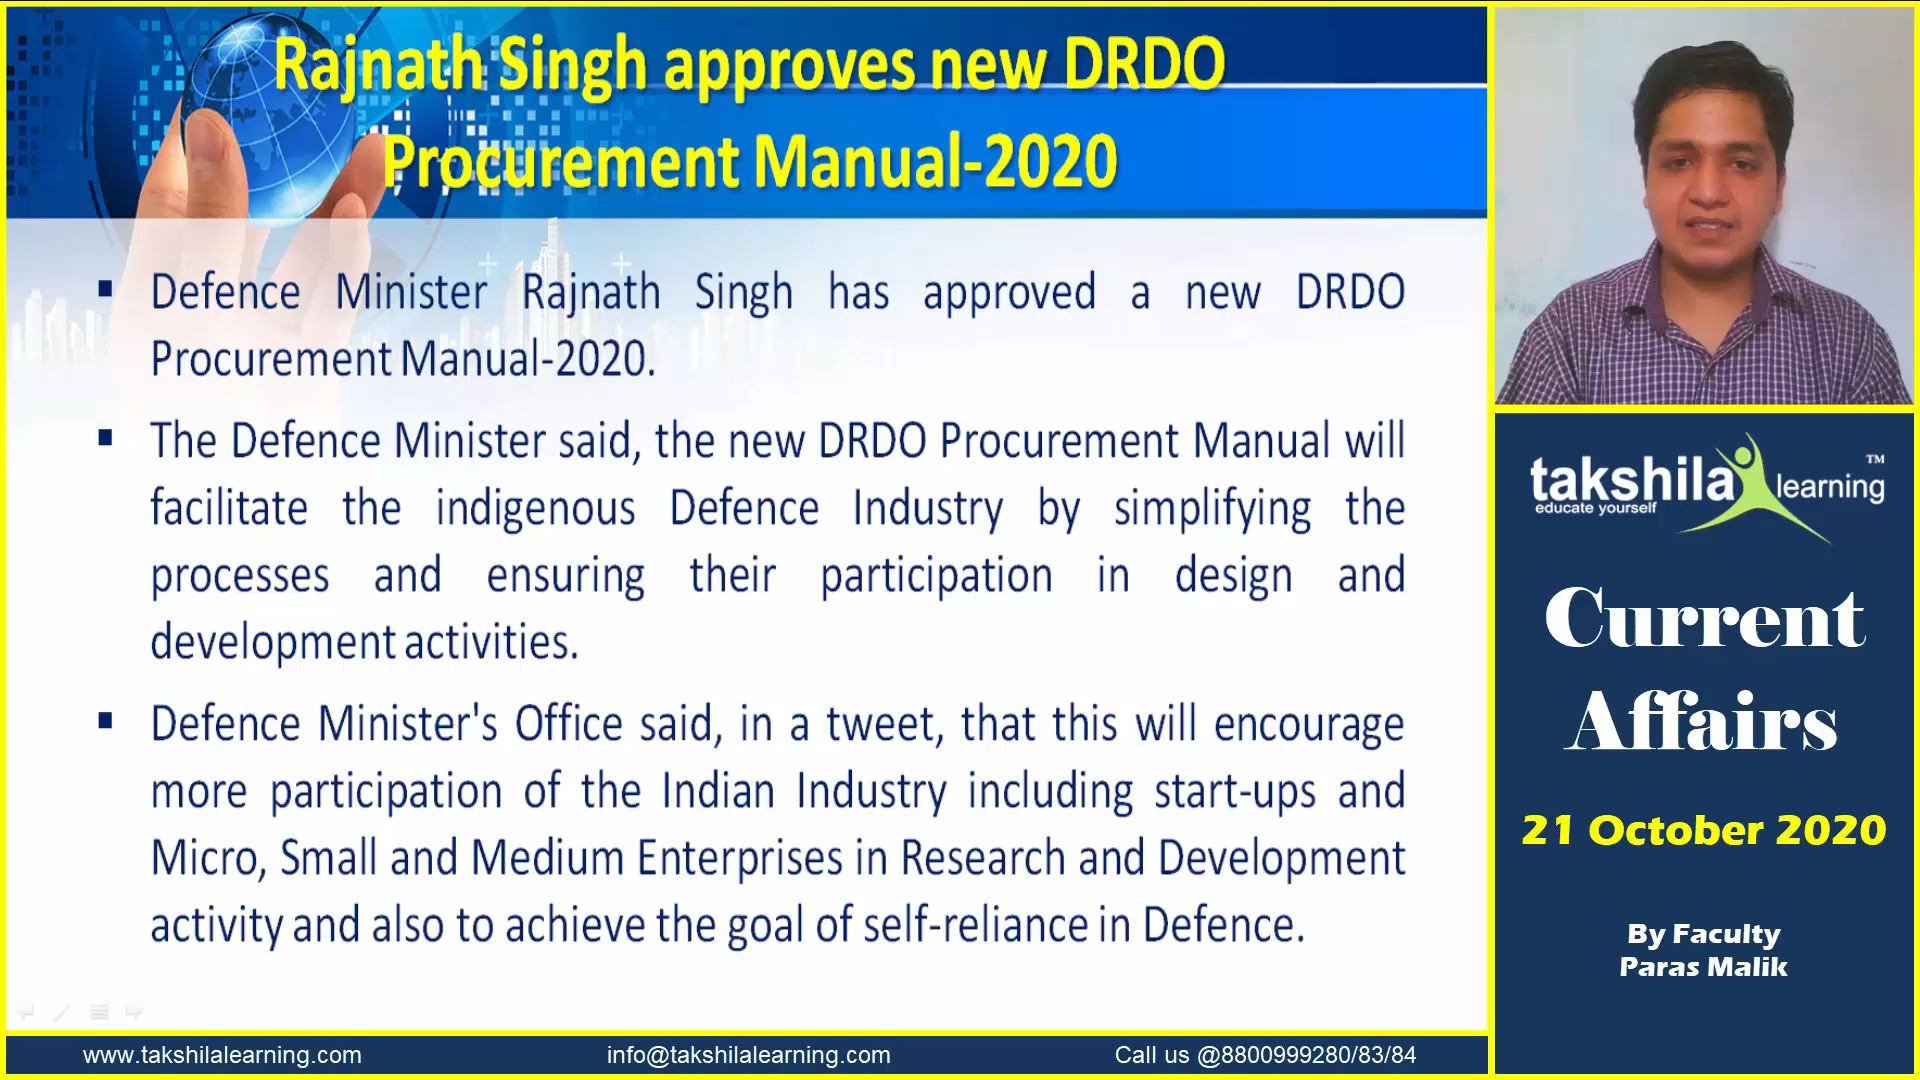 Rajnath Singh approves new DRDO
Procurement Manual-2020
▪ Defence Minister Rajnath Singh has approved a new DRDO
Procurement Manual-2020.
▪ The Defence Minister said, the new DRDO Procurement Manual will
facilitate the indigenous Defence Industry by simplifying the
processes and ensuring their participation in design and
development activities.
▪ Defence Minister's Office said, in a tweet, that this will encourage
more participation of the Indian Industry including start-ups and
Micro, Small and Medium Enterprises in Research and Development
activity and also to achieve the goal of self-reliance in Defence.
takshila learning ™
educate yourself
Current
Affairs
21 October 2020
By Faculty
Paras Malik
www.takshilalearning.com
info@takshilalearning.com
Call us @8800999280/83/84